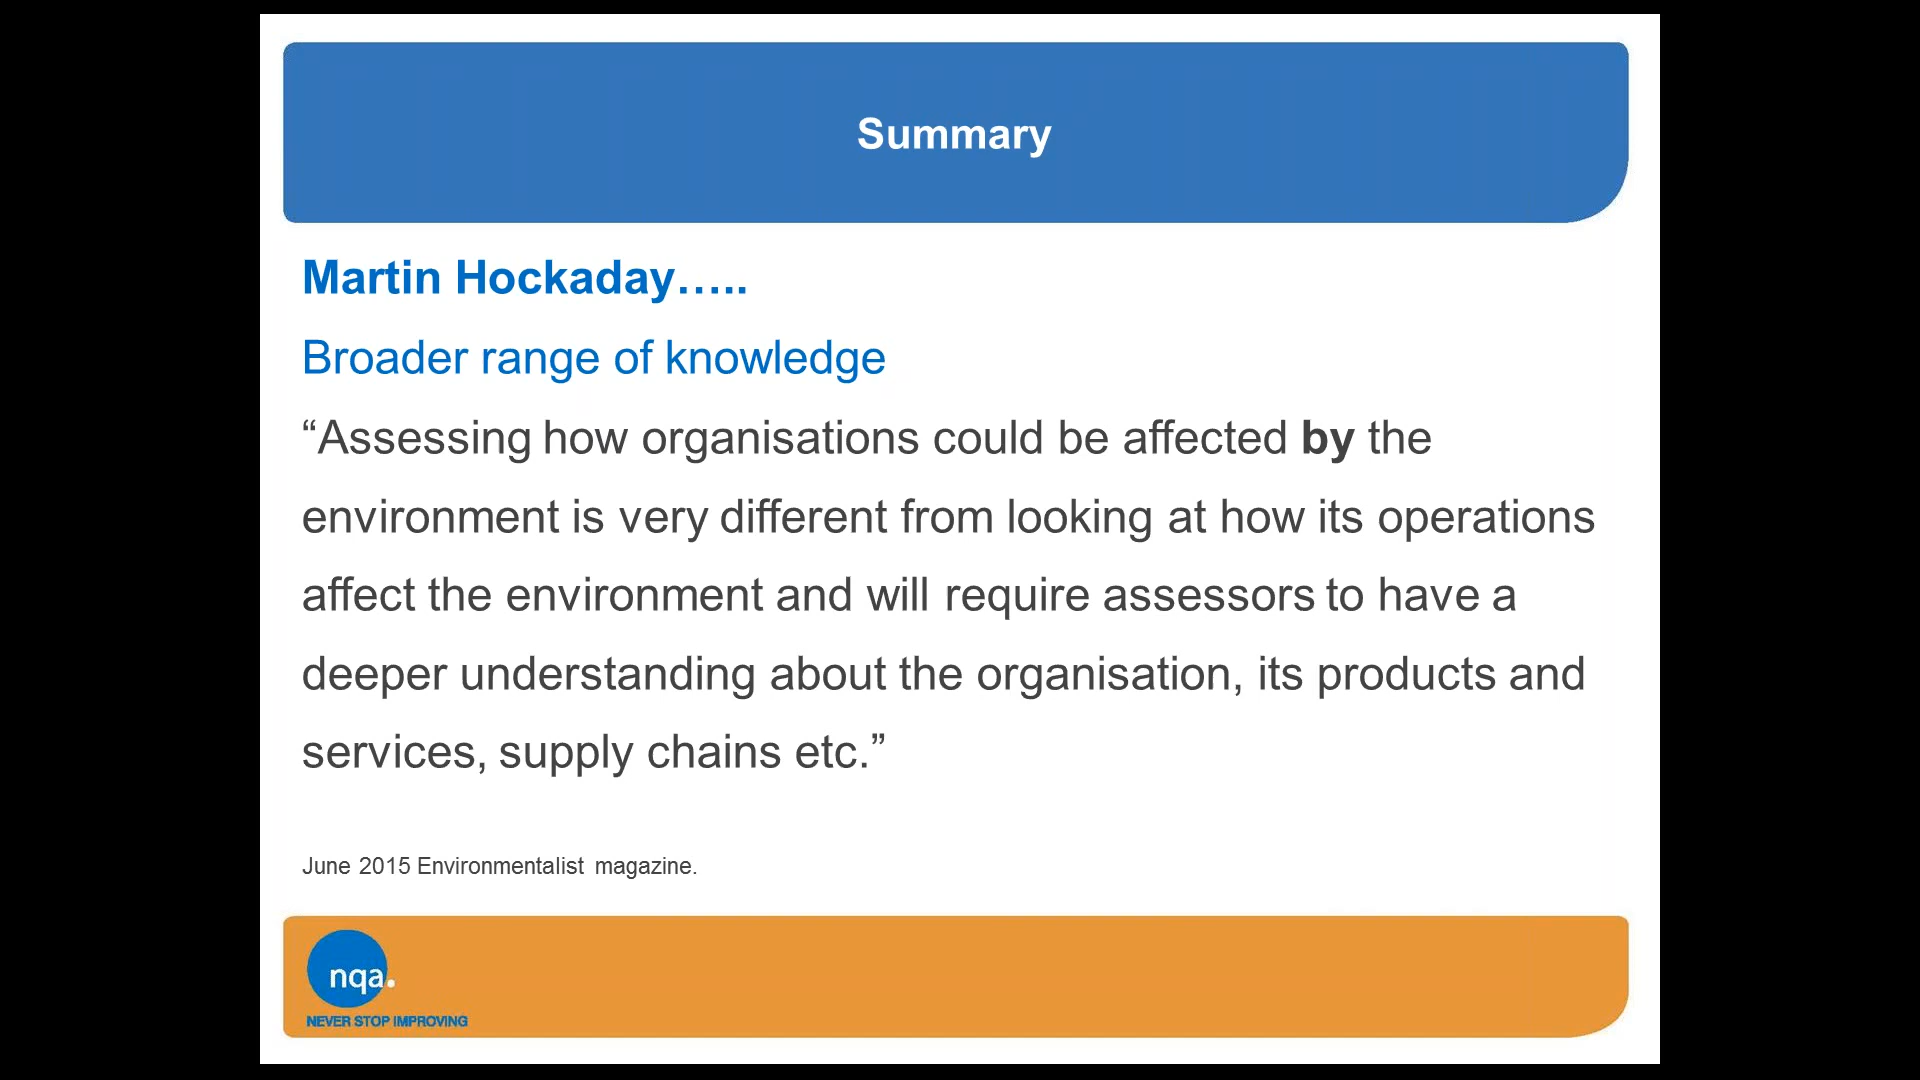 Summary
Martin Hockaday…..
Broader range of knowledge
“Assessing how organisations could be affected by the
environment is very different from looking at how its operations
affect the environment and will require assessors to have a
deeper understanding about the organisation, its products and
services, supply chains etc.”
June 2015 Environmentalist magazine.
nqa.
NEVER STOP IMPROVING